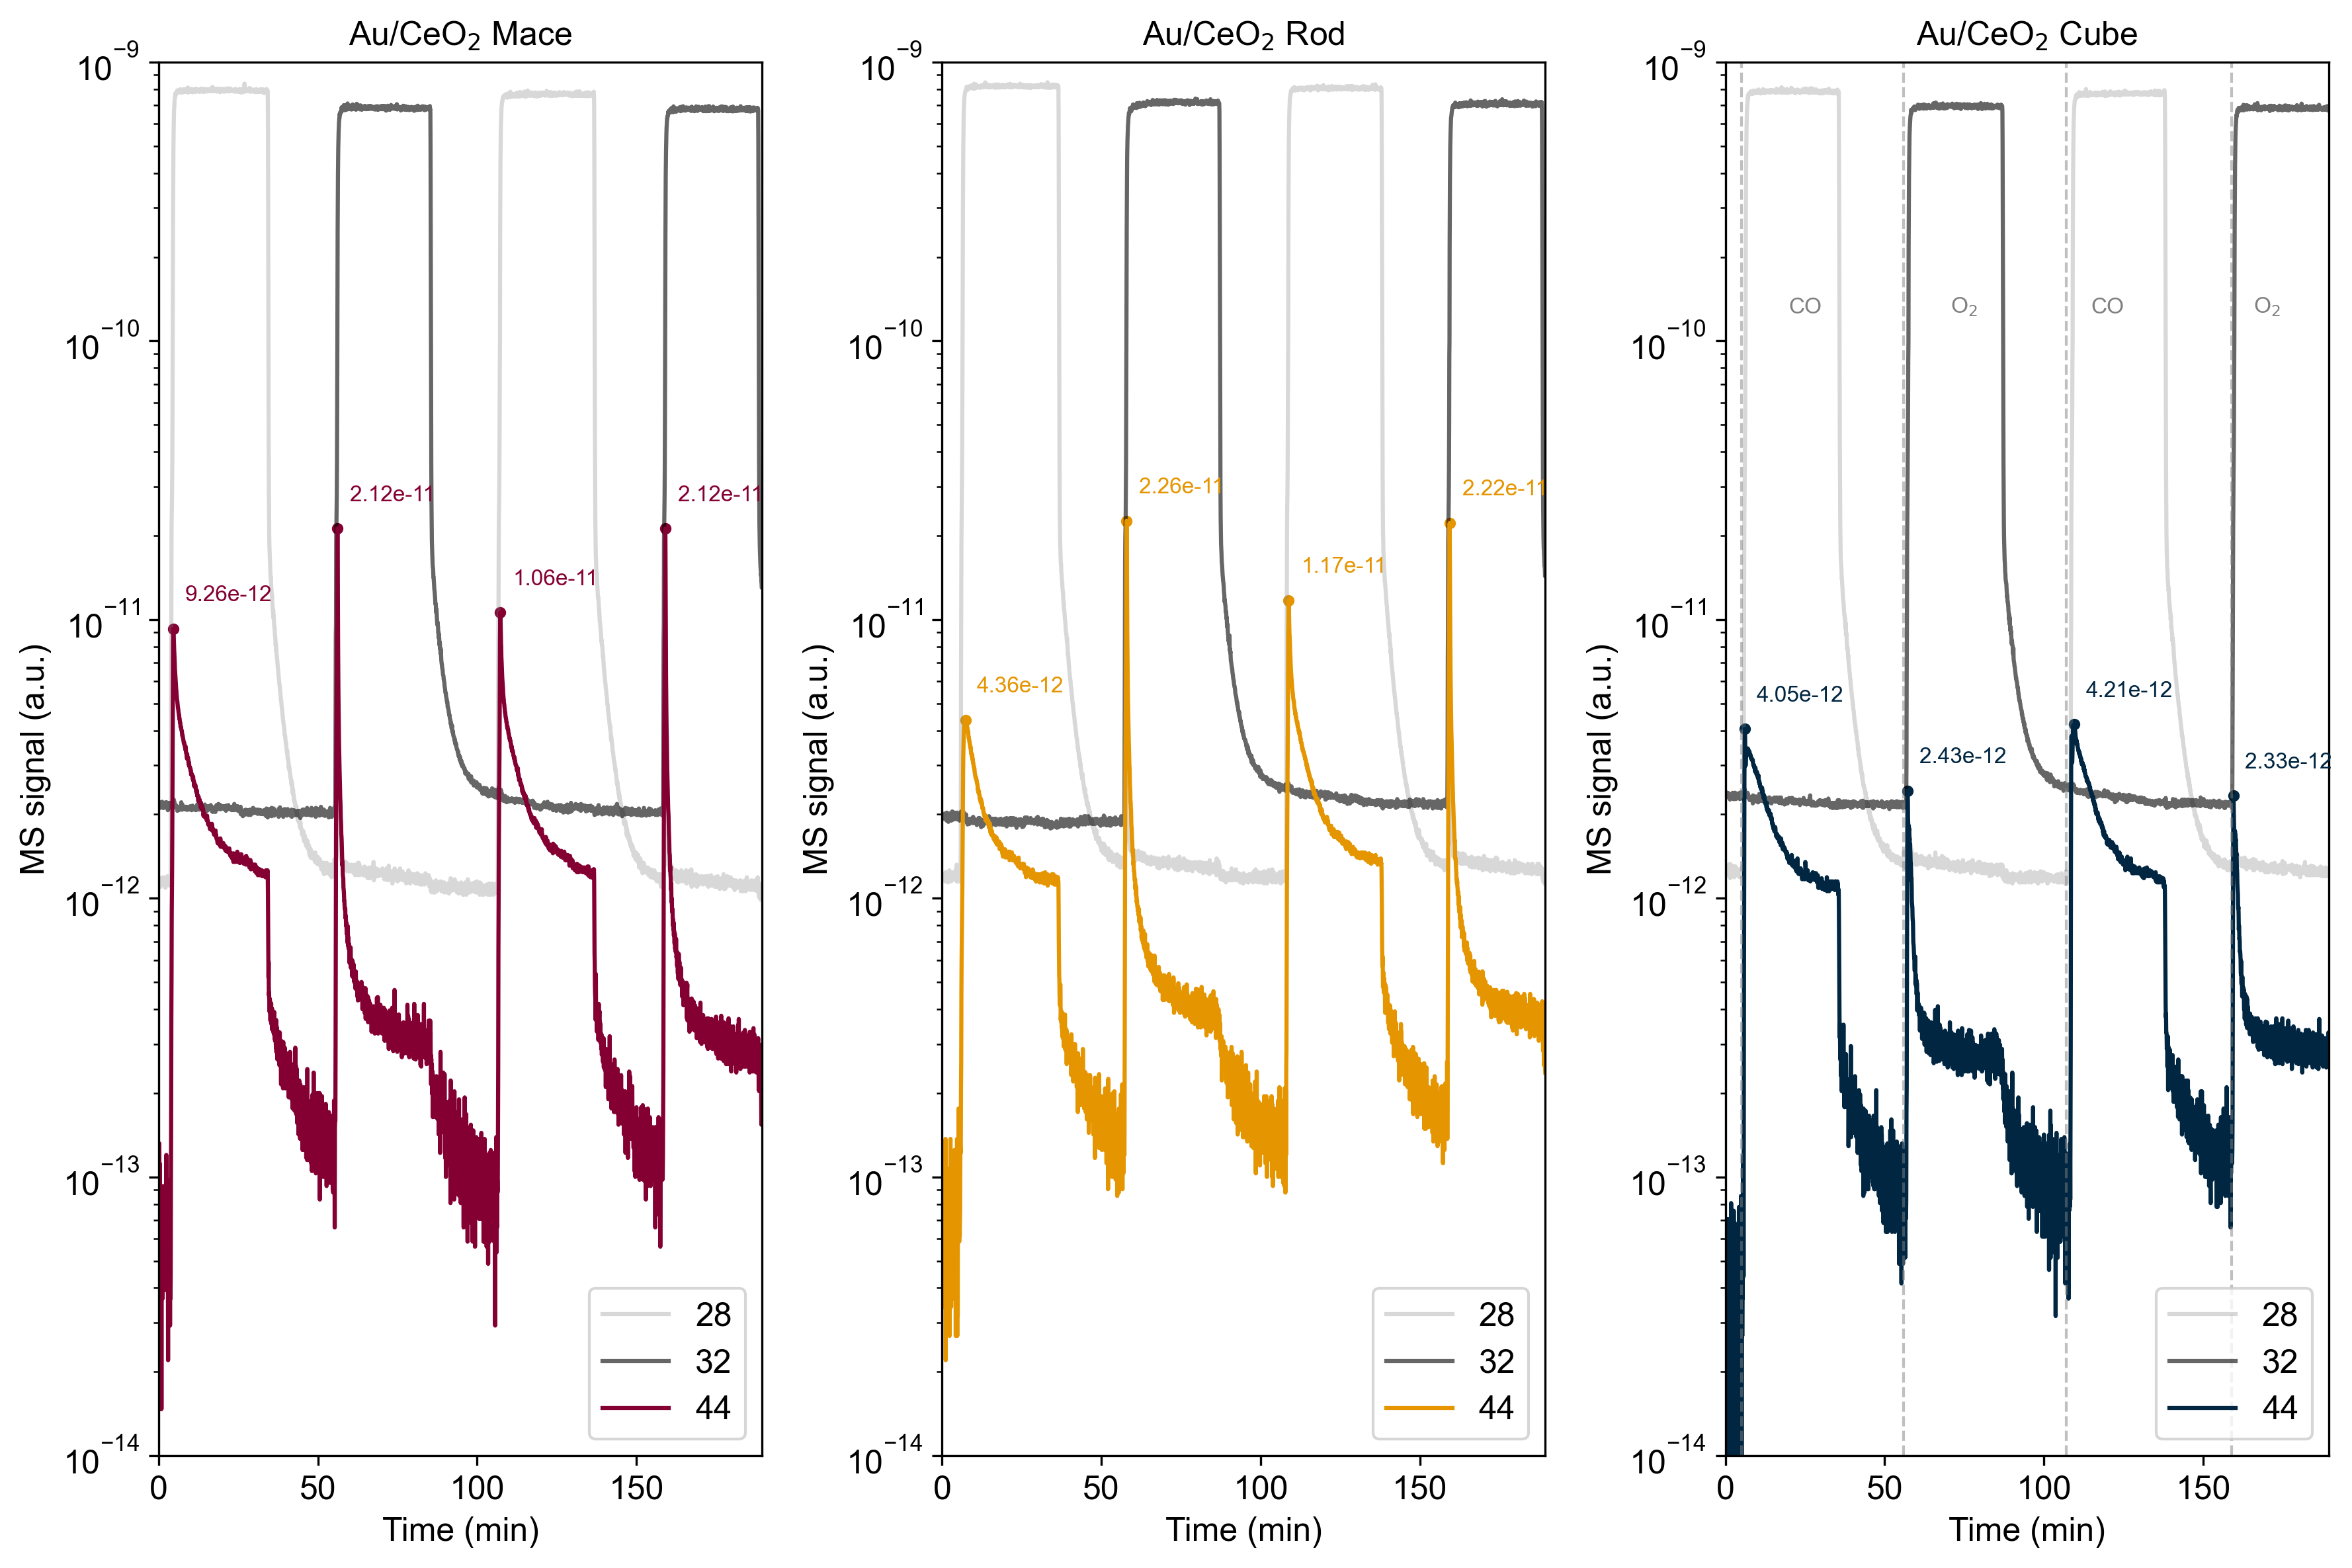 Au/CeO₂ Mace
10⁻⁹
10⁻¹⁰
10⁻¹¹
10⁻¹²
10⁻¹³
10⁻¹⁴
MS signal (a.u.)
9.26e-12
2.12e-11
1.06e-11
2.12e-11
28
32
44
0 50 100 150
Time (min)
Au/CeO₂ Rod
10⁻⁹
10⁻¹⁰
10⁻¹¹
10⁻¹²
10⁻¹³
10⁻¹⁴
MS signal (a.u.)
4.36e-12
2.26e-11
1.17e-11
2.22e-11
28
32
44
0 50 100 150
Time (min)
Au/CeO₂ Cube
10⁻⁹
10⁻¹⁰
10⁻¹¹
10⁻¹²
10⁻¹³
10⁻¹⁴
MS signal (a.u.)
CO O₂ CO O₂
4.05e-12
2.43e-12
4.21e-12
2.33e-12
28
32
44
0 50 100 150
Time (min)